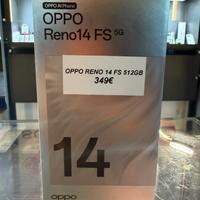 OPPO AI Phone
OPPO
Reno14 FS 5G
OPPO RENO 14 FS 512GB
349€
14
oppo